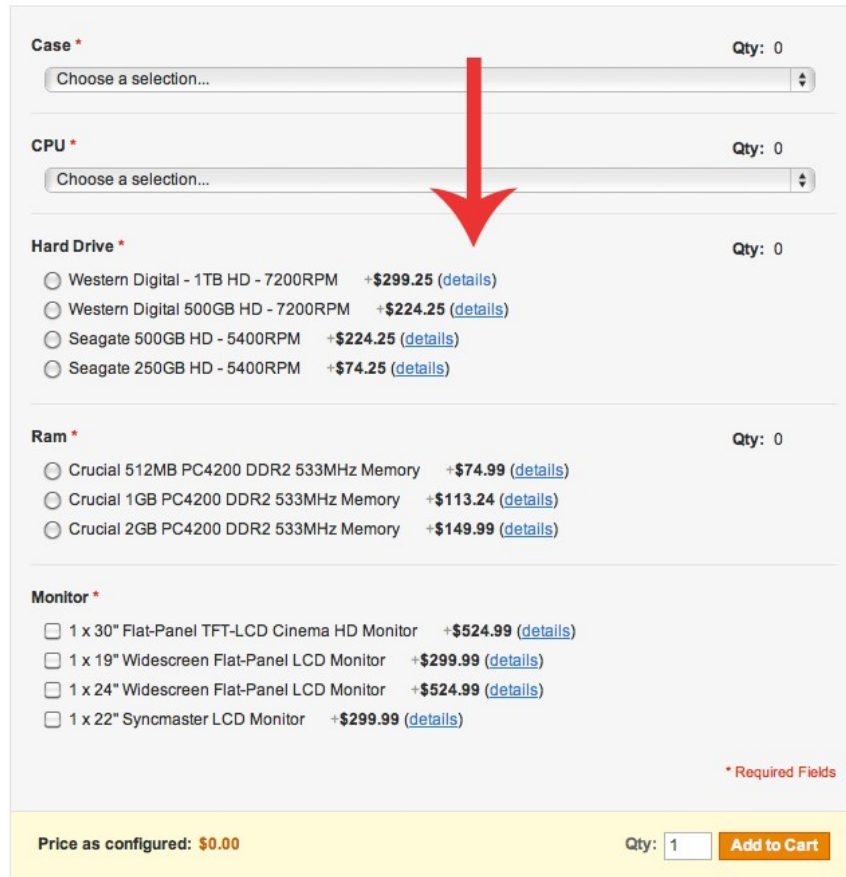 Case *
Qty: 0
Choose a selection...
CPU *
Qty: 0
Choose a selection...
Hard Drive *
Qty: 0
Western Digital - 1TB HD - 7200RPM +$299.25 (details)
Western Digital 500GB HD - 7200RPM +$224.25 (details)
Seagate 500GB HD - 5400RPM +$224.25 (details)
Seagate 250GB HD - 5400RPM +$74.25 (details)
Ram *
Qty: 0
Crucial 512MB PC4200 DDR2 533MHz Memory +$74.99 (details)
Crucial 1GB PC4200 DDR2 533MHz Memory +$113.24 (details)
Crucial 2GB PC4200 DDR2 533MHz Memory +$149.99 (details)
Monitor *
1 x 30" Flat-Panel TFT-LCD Cinema HD Monitor +$524.99 (details)
1 x 19" Widescreen Flat-Panel LCD Monitor +$299.99 (details)
1 x 24" Widescreen Flat-Panel LCD Monitor +$524.99 (details)
1 x 22" Syncmaster LCD Monitor +$299.99 (details)
* Required Fields
Price as configured: $0.00
Qty: 1
Add to Cart